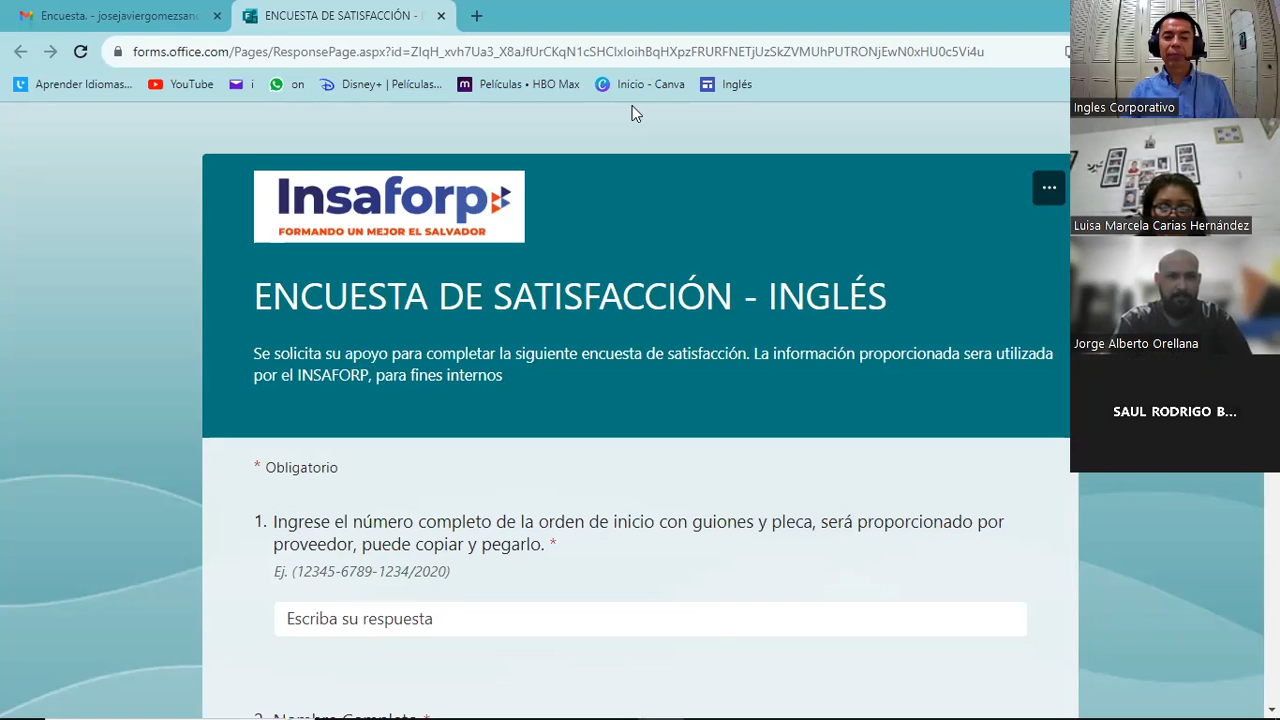 Encuesta. - josejaviergomezsan
ENCUESTA DE SATISFACCIÓN - I
forms.office.com/Pages/ResponsePage.aspx?id=
Aprender Idiomas...
YouTube
i
on
Disney+ | Películas...
Películas • HBO Max
Inicio - Canva
Inglés
Ingles Corporativo
Luisa Marcela Carias Hernández
Jorge Alberto Orellana
SAUL RODRIGO B...
Insaforp
FORMANDO UN MEJOR EL SALVADOR
ENCUESTA DE SATISFACCIÓN - INGLÉS
Se solicita su apoyo para completar la siguiente encuesta de satisfacción. La información proporcionada sera utilizada
por el INSAFORP, para fines internos
* Obligatorio
1. Ingrese el número completo de la orden de inicio con guiones y pleca, será proporcionado por
proveedor, puede copiar y pegarlo. *
Ej. (12345-6789-1234/2020)
Escriba su respuesta
2. Nombre Completo *